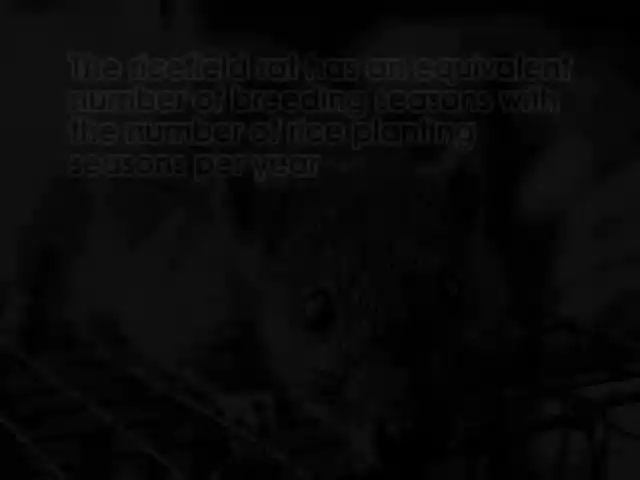 The ricefield rat has an equivalent
number of breeding seasons with
the number of rice planting
seasons per year